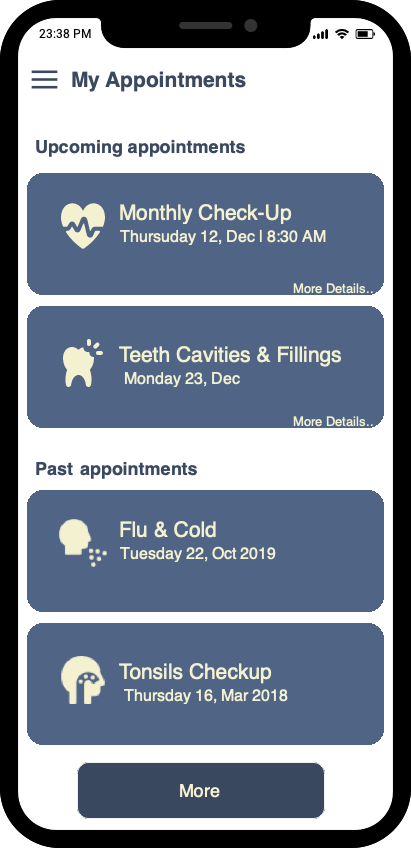 23:38 PM
My Appointments
Upcoming appointments
Monthly Check-Up
Thursuday 12, Dec | 8:30 AM
More Details..
Teeth Cavities & Fillings
Monday 23, Dec
More Details..
Past appointments
Flu & Cold
Tuesday 22, Oct 2019
Tonsils Checkup
Thursday 16, Mar 2018
More